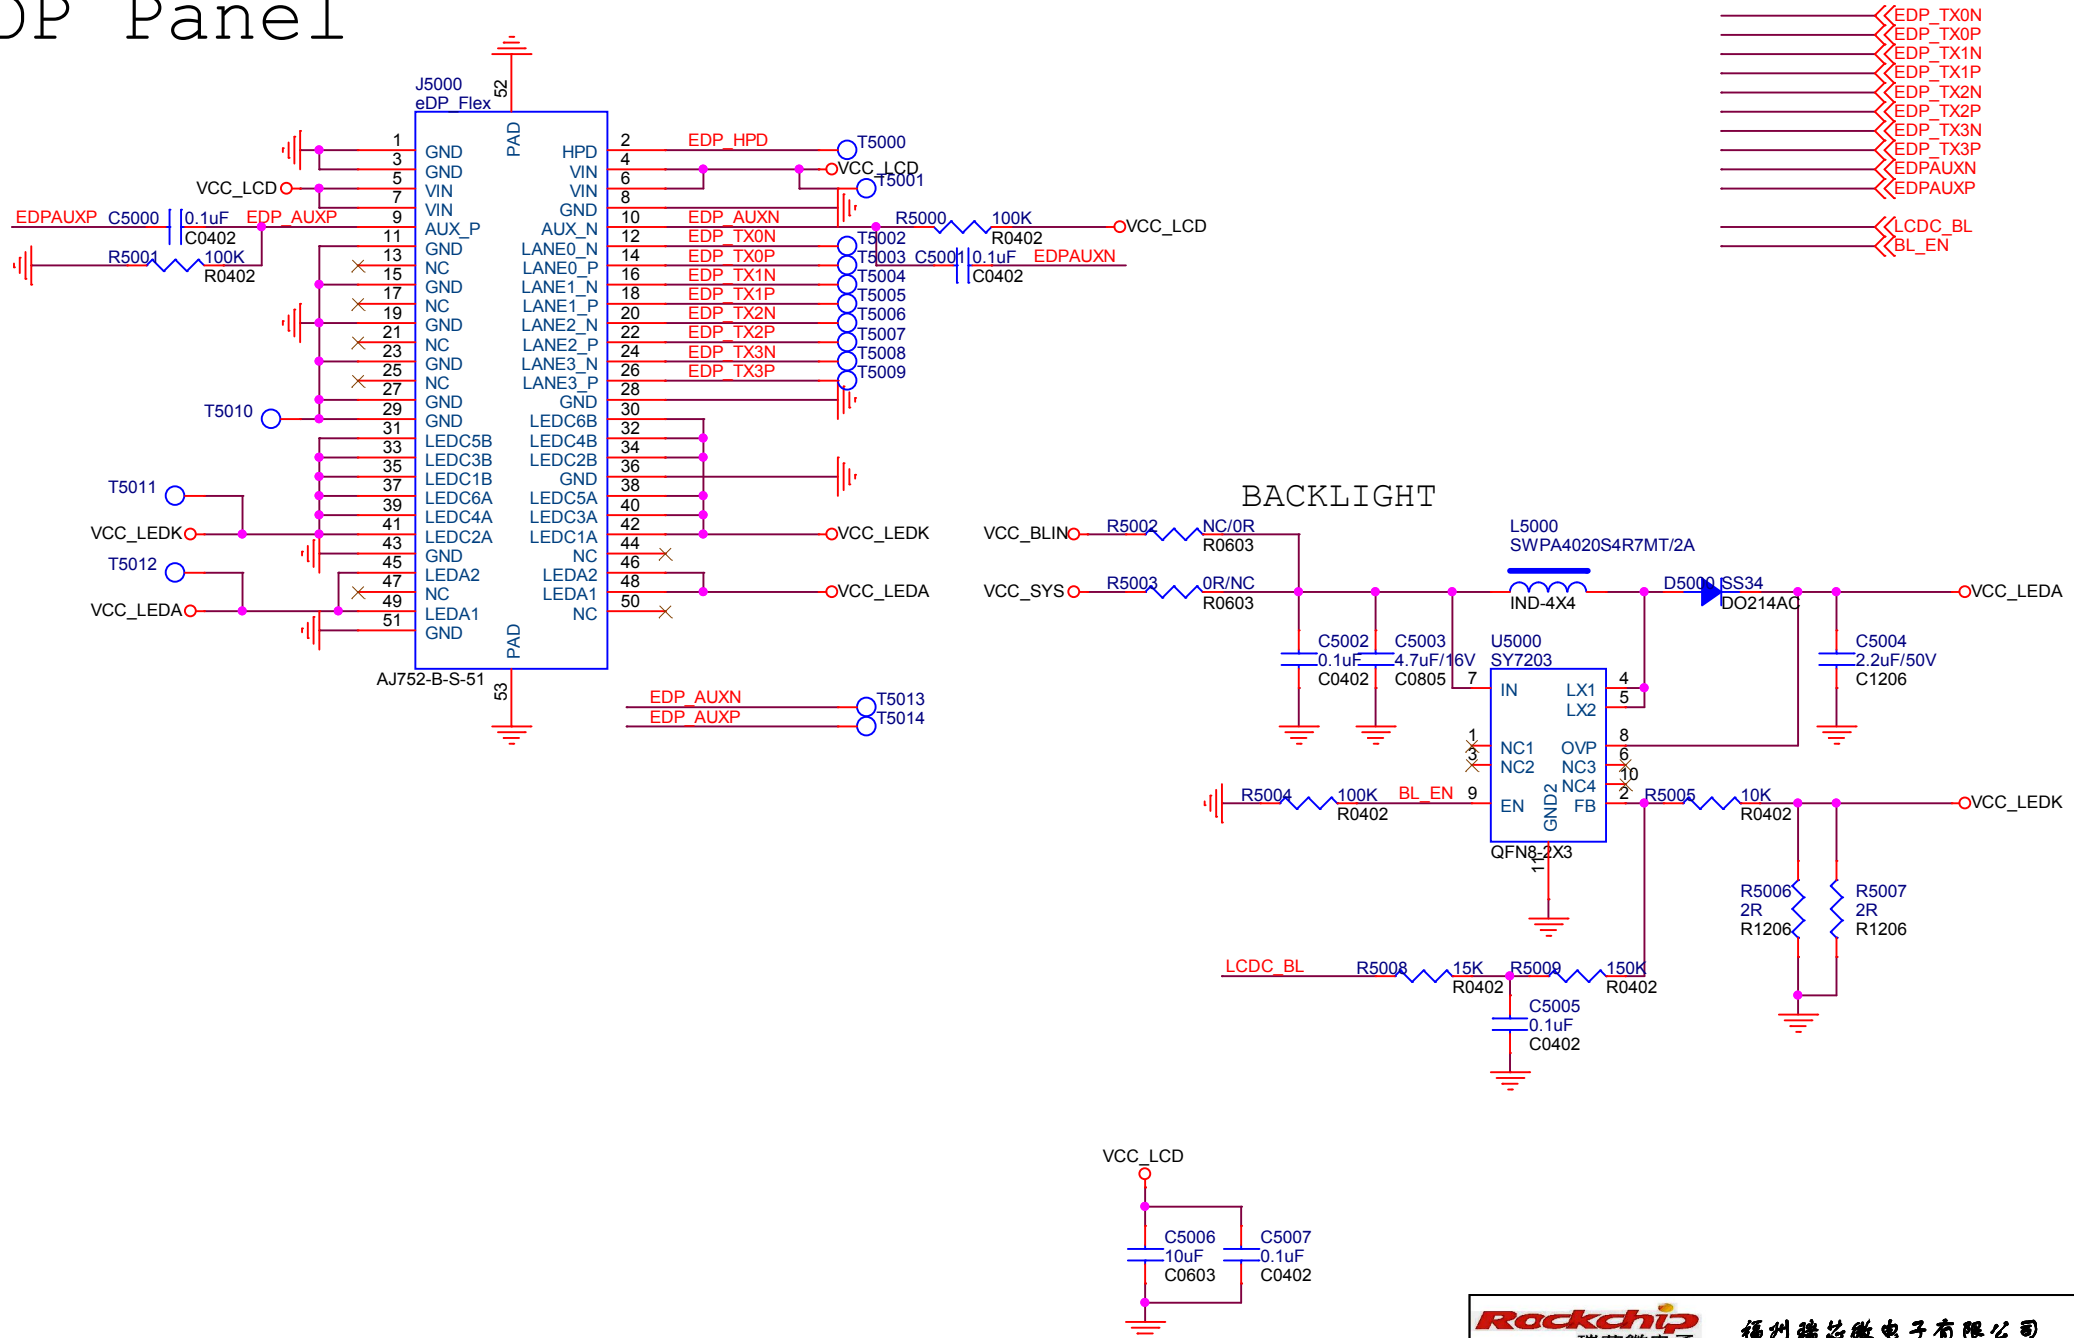 DP Panel
EDP_TX0N
EDP_TX0P
EDP_TX1N
EDP_TX1P
EDP_TX2N
EDP_TX2P
EDP_TX3N
EDP_TX3P
EDPAUXN
EDPAUXP
LCDC_BL
BL_EN
J5000
eDP_Flex
52
PAD
1 GND
3 GND
5 VIN
7 VIN
9 AUX_P
11 GND
13 NC
15 GND
17 NC
19 GND
21 NC
23 GND
25 NC
27 GND
29 GND
31 LEDC5B
33 LEDC3B
35 LEDC1B
37 LEDC6A
39 LEDC4A
41 LEDC2A
43 GND
45 LEDA2
47 NC
49 LEDA1
51 GND
HPD 2 EDP_HPD T5000
VIN 4 VCC_LCD
VIN 6 T5001
GND 8
AUX_N 10 EDP_AUXN R5000 100K R0402 VCC_LCD
LANE0_N 12 EDP_TX0N T5002
LANE0_P 14 EDP_TX0P T5003
LANE1_N 16 EDP_TX1N T5004
LANE1_P 18 EDP_TX1P T5005
LANE2_N 20 EDP_TX2N T5006
LANE2_P 22 EDP_TX2P T5007
LANE3_N 24 EDP_TX3N T5008
LANE3_P 26 EDP_TX3P T5009
GND 28
LEDC6B 30
LEDC4B 32
LEDC2B 34
GND 36
LEDC5A 38
LEDC3A 40
LEDC1A 42 VCC_LEDK
NC 44
LEDA2 46
LEDA1 48 VCC_LEDA
NC 50
C5001 0.1uF EDPAUXN
C0402
VCC_LCD
EDPAUXP C5000 0.1uF EDP_AUXP
C0402
R5001 100K
R0402
T5010
T5011
VCC_LEDK
T5012
VCC_LEDA
PAD
53
AJ752-B-S-51
EDP_AUXN T5013
EDP_AUXP T5014
BACKLIGHT
VCC_BLIN R5002 NC/0R
R0603
VCC_SYS R5003 0R/NC
R0603
L5000
SWPA4020S4R7MT/2A
IND-4X4
D5000 SS34
DO214AC
VCC_LEDA
C5002
0.1uF
C0402
C5003
4.7uF/16V
C0805
U5000
SY7203
7 IN
1 NC1
3 NC2
9 EN
LX1 4
LX2 5
OVP 8
NC3 6
NC4 10
FB 2
GND2
11
QFN8-2X3
C5004
2.2uF/50V
C1206
R5004 100K BL_EN
R0402
R5005 10K
R0402
VCC_LEDK
R5006
2R
R1206
R5007
2R
R1206
LCDC_BL R5008 15K R5009 150K
R0402 R0402
C5005
0.1uF
C0402
VCC_LCD
C5006
10uF
C0603
C5007
0.1uF
C0402
Rockchip
福州瑞芯微电子有限公司